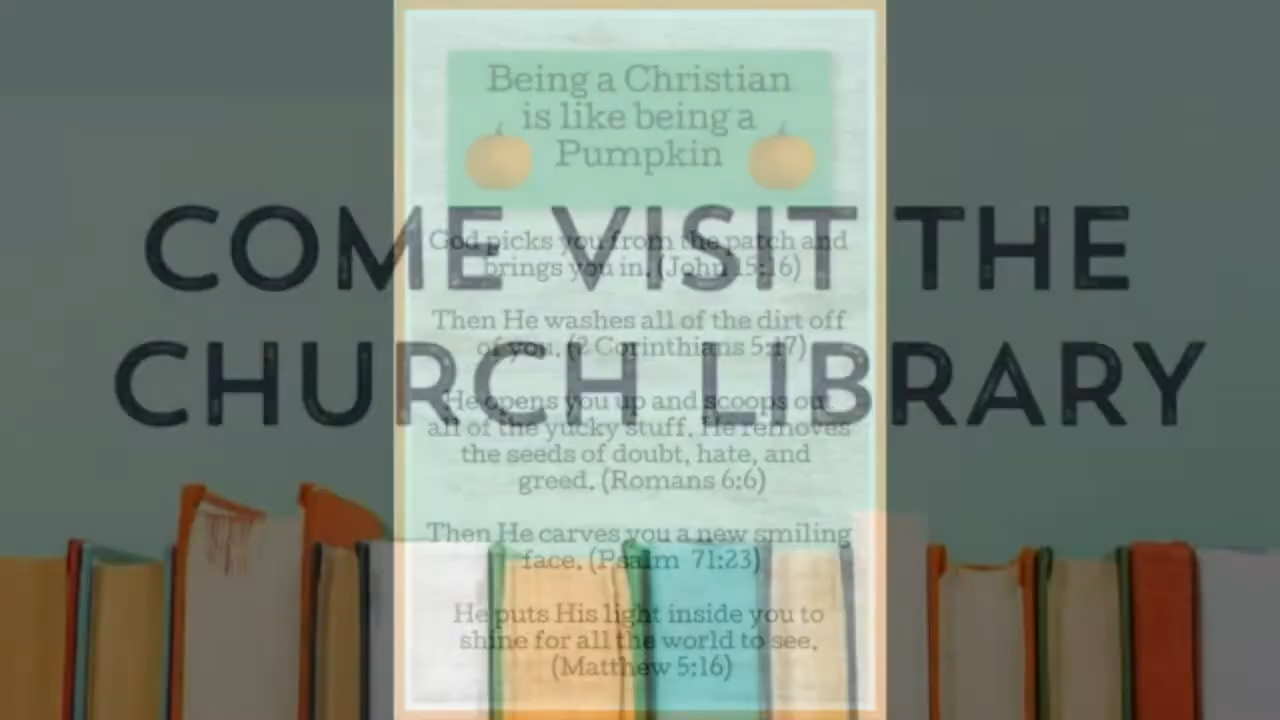 Being a Christian
is like being a
Pumpkin
COME VISIT THE
CHURCH LIBRARY
God picks you from the patch and
brings you in. (John 15:16)
Then He washes all of the dirt off
of you. (2 Corinthians 5:17)
He opens you up and scoops out
all of the yucky stuff. He removes
the seeds of doubt, hate, and
greed. (Romans 6:6)
Then He carves you a new smiling
face. (Psalm 71:23)
He puts His light inside you to
shine for all the world to see.
(Matthew 5:16)